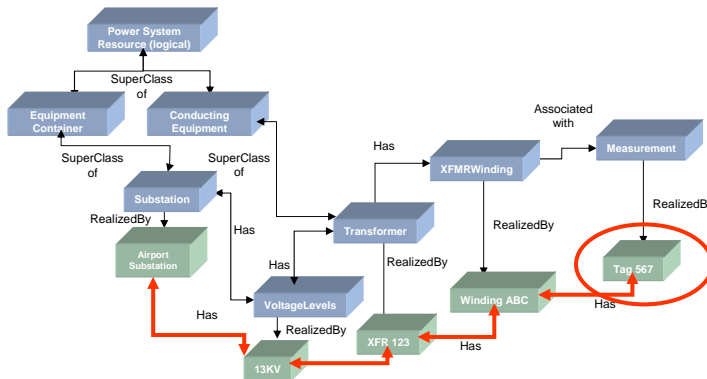 Power System
Resource (logical)
SuperClass
of
Equipment
Container
Conducting
Equipment
Associated
with
Has
SuperClass
of
SuperClass
of
XFMRWinding
Measurement
Substation
RealizedBy
Has
Transformer
RealizedBy
RealizedB
Airport
Substation
Has
RealizedBy
Tag 567
Has
VoltageLevels
Winding ABC
Has
RealizedBy
XFR 123
Has
13KV